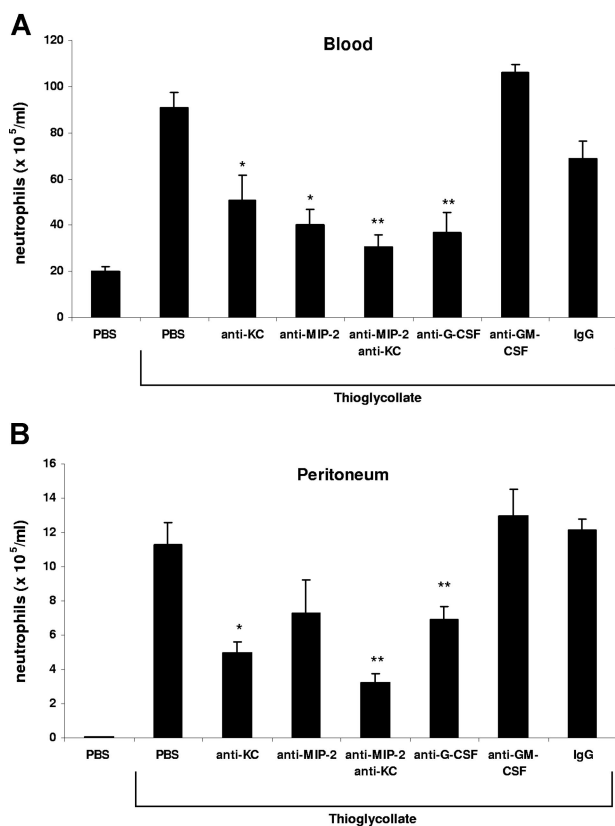 A
Blood
neutrophils (x 10⁵/ml)
120
100
80
60
40
20
0
*
*
**
**
PBS PBS anti-KC anti-MIP-2 anti-MIP-2 anti-G-CSF anti-GM- IgG
anti-KC CSF
Thioglycollate
B
Peritoneum
neutrophils (x 10⁵/ml)
16
14
12
10
8
6
4
2
0
*
**
**
PBS PBS anti-KC anti-MIP-2 anti-MIP-2 anti-G-CSF anti-GM- IgG
anti-KC CSF
Thioglycollate